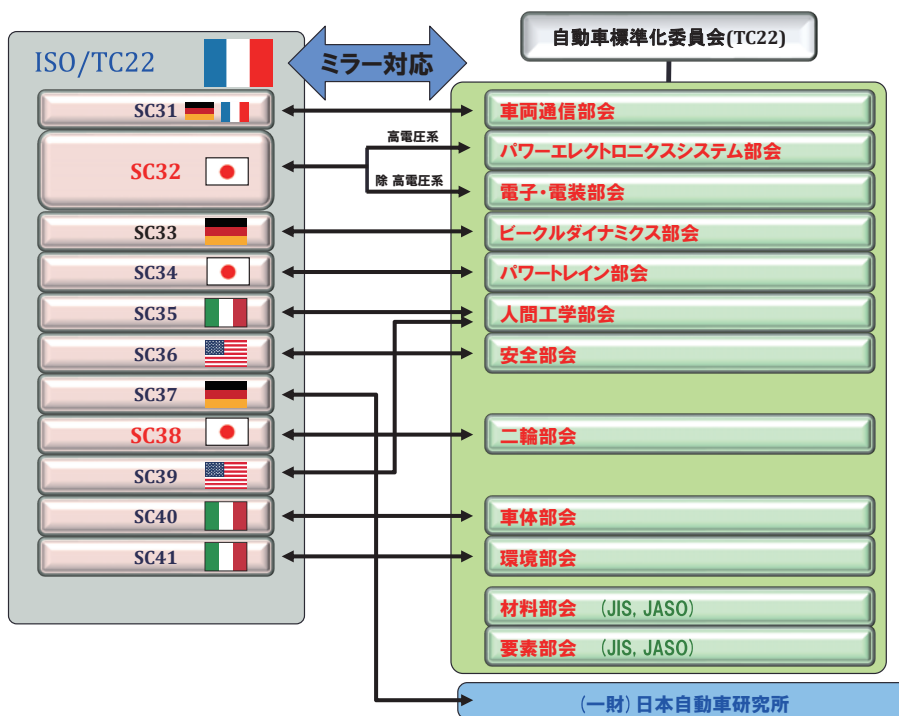 自動車標準化委員会(TC22)
ISO/TC22
ミラー対応
SC31
車両通信部会
高電圧系
SC32
パワーエレクトロニクスシステム部会
除 高電圧系
電子・電装部会
SC33
ビークルダイナミクス部会
SC34
パワートレイン部会
SC35
人間工学部会
SC36
安全部会
SC37
SC38
二輪部会
SC39
SC40
車体部会
SC41
環境部会
材料部会 (JIS, JASO)
要素部会 (JIS, JASO)
(一財)日本自動車研究所